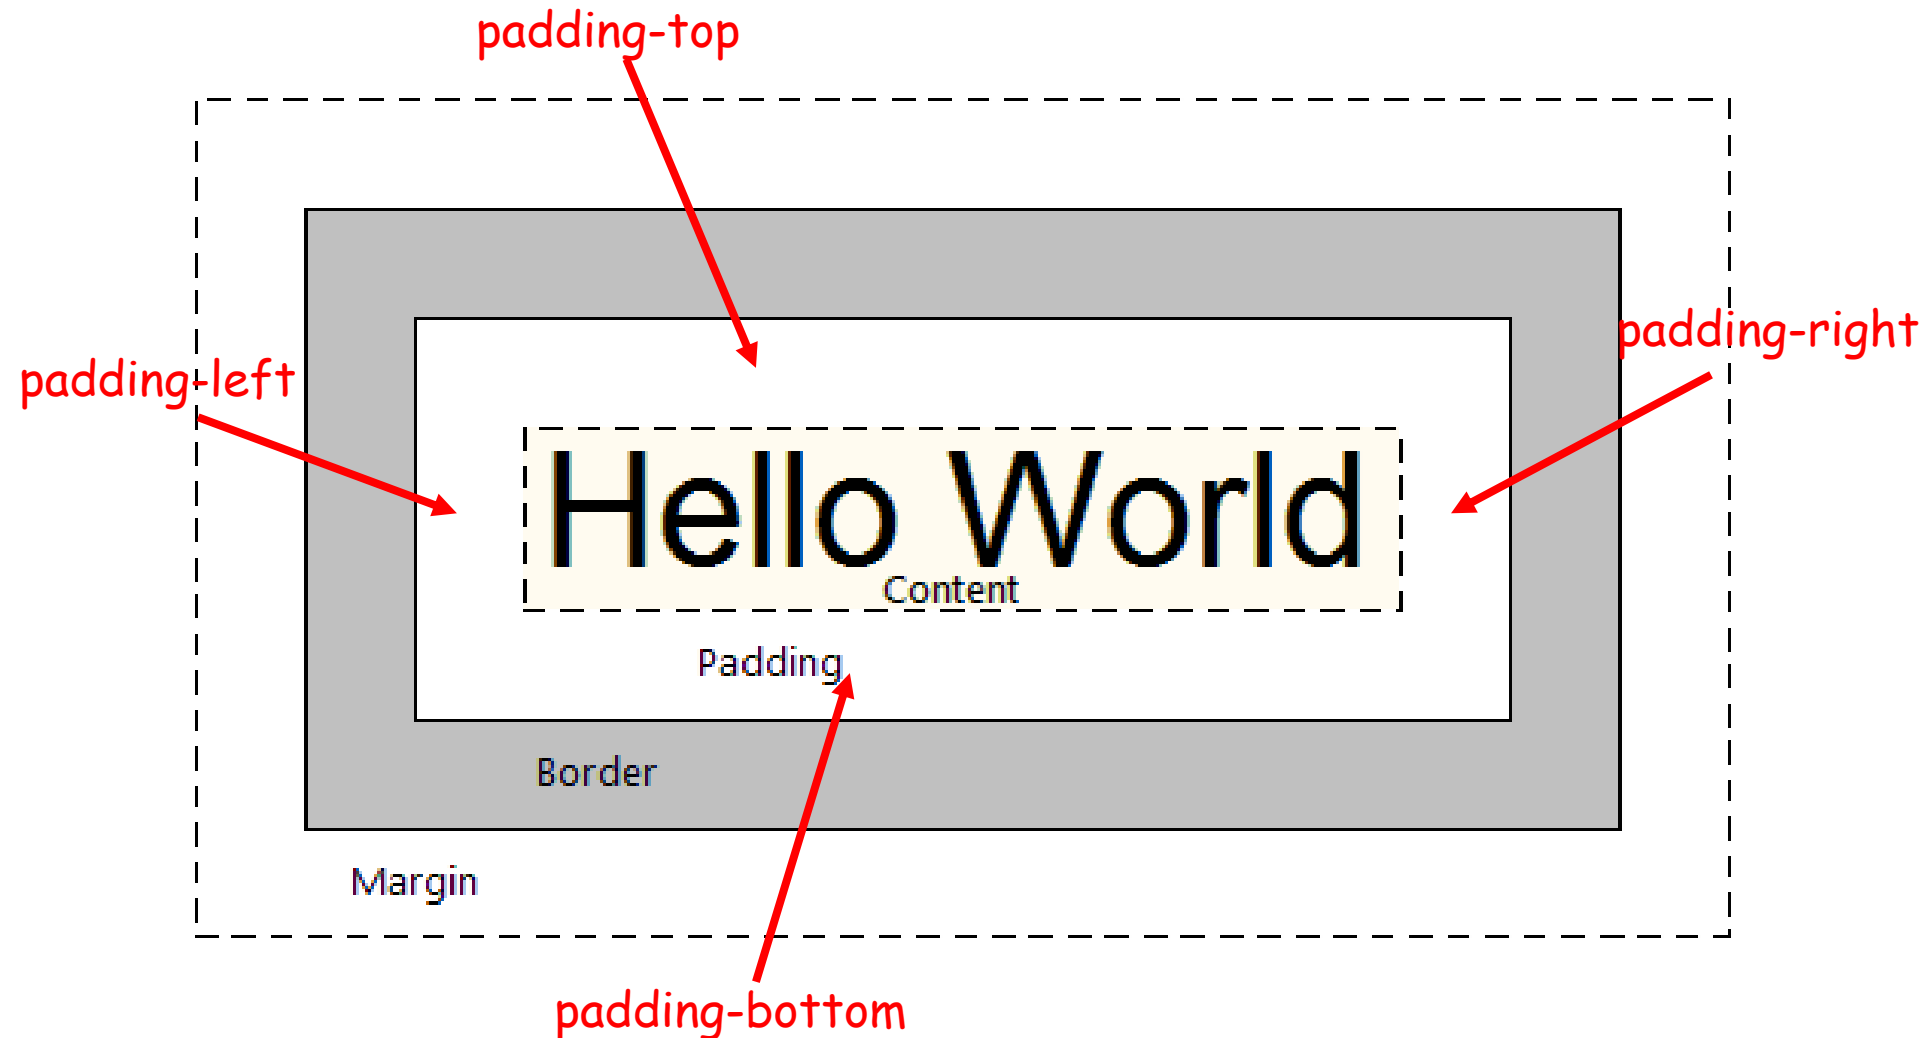 padding-top
padding-right
padding-left
Hello World
Content
Padding
Border
Margin
padding-bottom